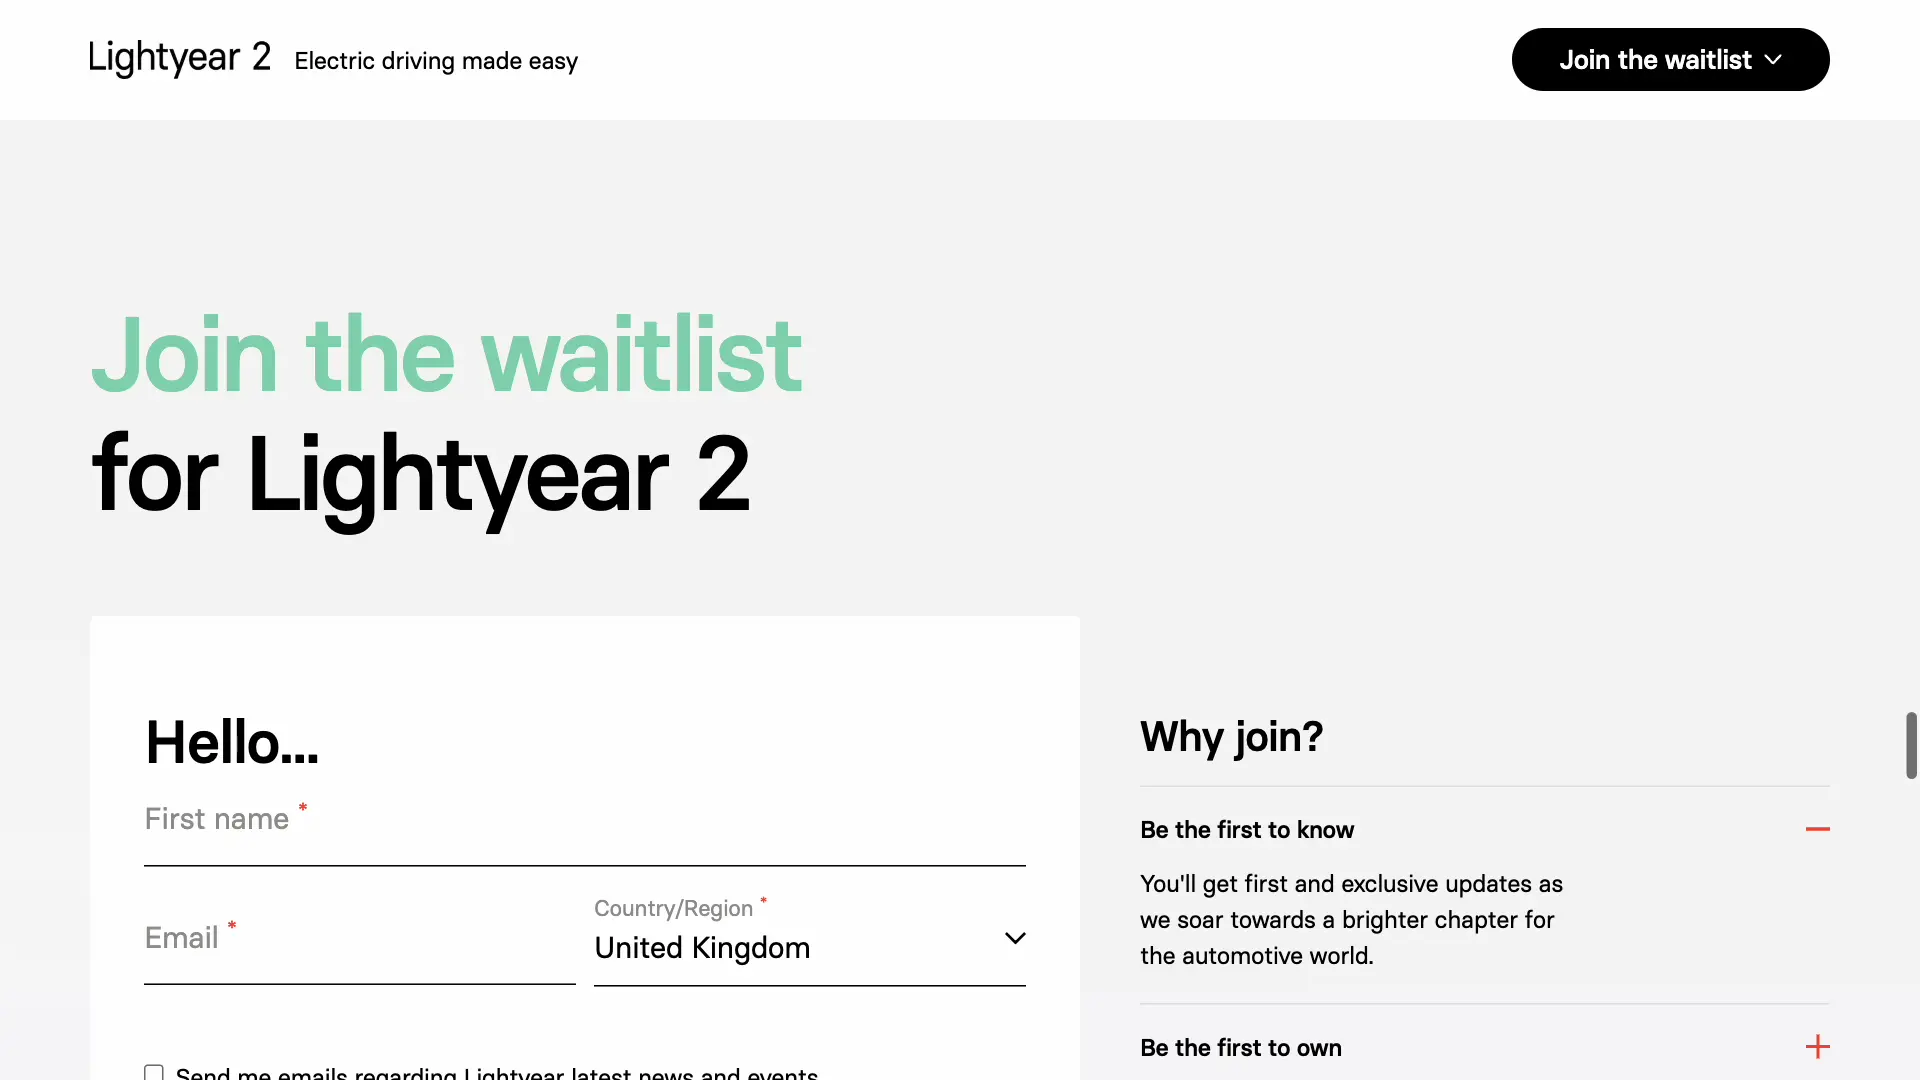 Lightyear 2 Electric driving made easy
Join the waitlist
Join the waitlist
for Lightyear 2
Hello...
First name *
Email *
Country/Region *
United Kingdom
Send me emails regarding Lightyear latest news and events
Why join?
Be the first to know
You'll get first and exclusive updates as
we soar towards a brighter chapter for
the automotive world.
Be the first to own